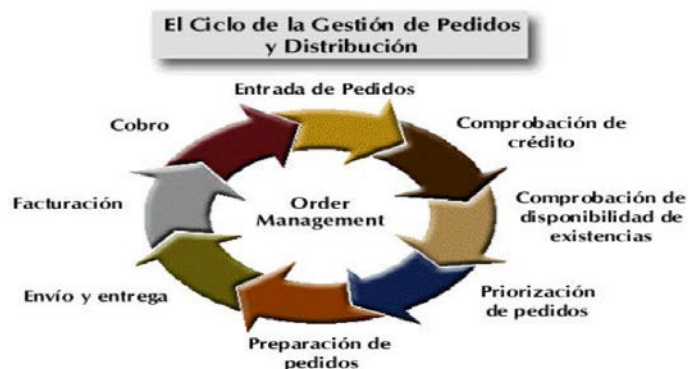 El Ciclo de la Gestión de Pedidos
y Distribución
Entrada de Pedidos
Comprobación de
crédito
Comprobación de
disponibilidad de
existencias
Priorización
de pedidos
Preparación de
pedidos
Envío y entrega
Facturación
Cobro
Order
Management